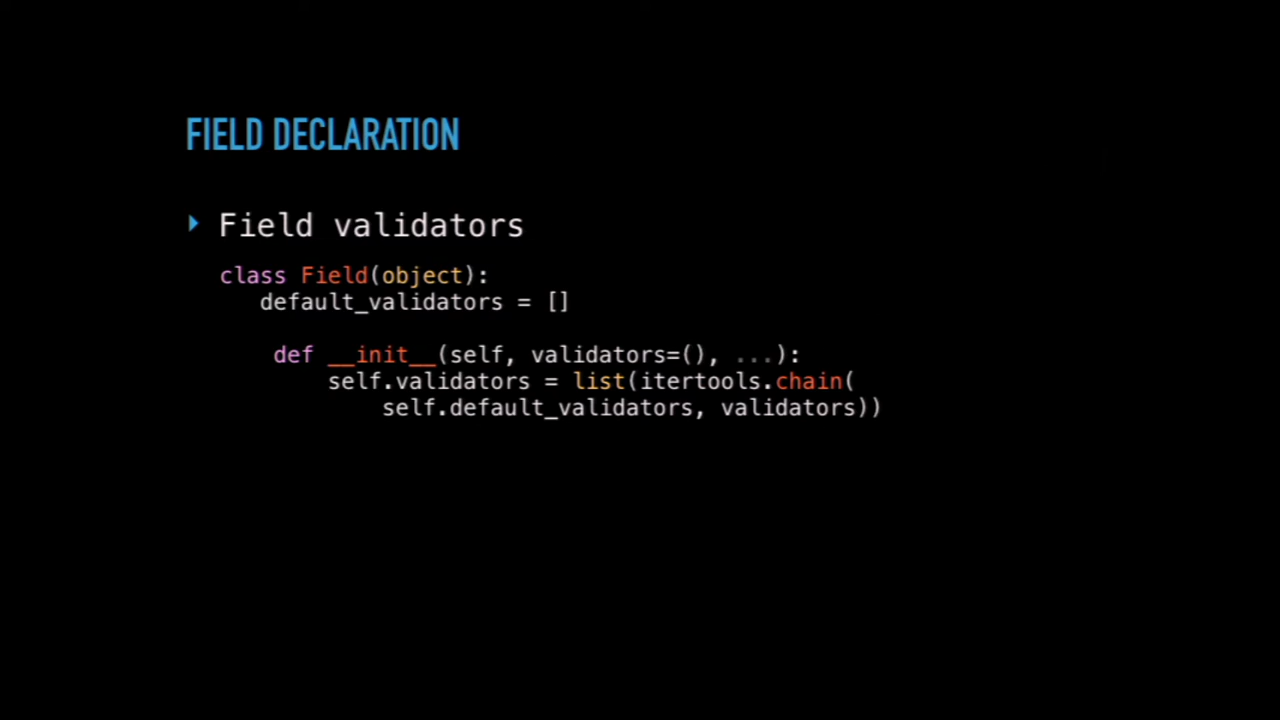 FIELD DECLARATION
Field validators
class Field(object):
default_validators = []
def __init__(self, validators=(), ...):
self.validators = list(itertools.chain(
self.default_validators, validators))